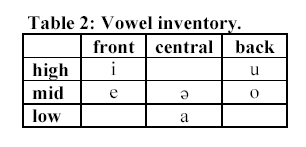 Table 2: Vowel inventory.
front central back
high i u
mid e ə o
low a